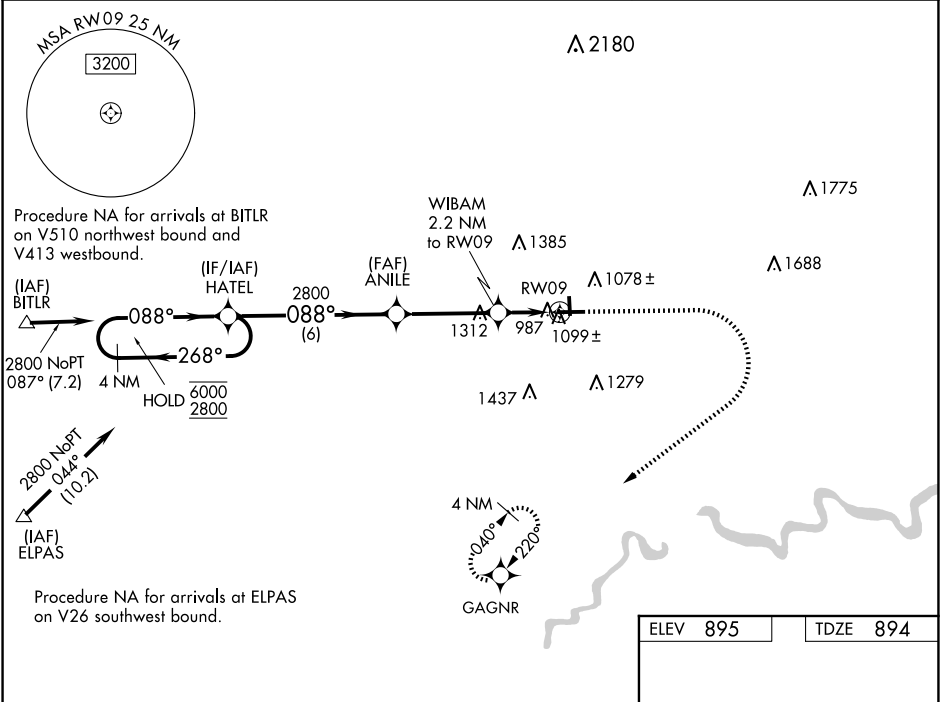 MSA RW09 25 NM
3200
2180
1775
Procedure NA for arrivals at BITLR
on V510 northwest bound and
V413 westbound.
WIBAM
2.2 NM
to RW09
1385
1688
(IAF)
BITLR
(IF/IAF)
HATEL
(FAF)
ANILE
RW09
1078±
088°
2800
088°
(6)
1312
987
1099±
2800 NoPT
087° (7.2)
4 NM
268°
HOLD
6000
2800
1437
1279
2800 NoPT
044°
(10.2)
(IAF)
ELPAS
4 NM
040°
220°
GAGNR
Procedure NA for arrivals at ELPAS
on V26 southwest bound.
ELEV 895
TDZE 894